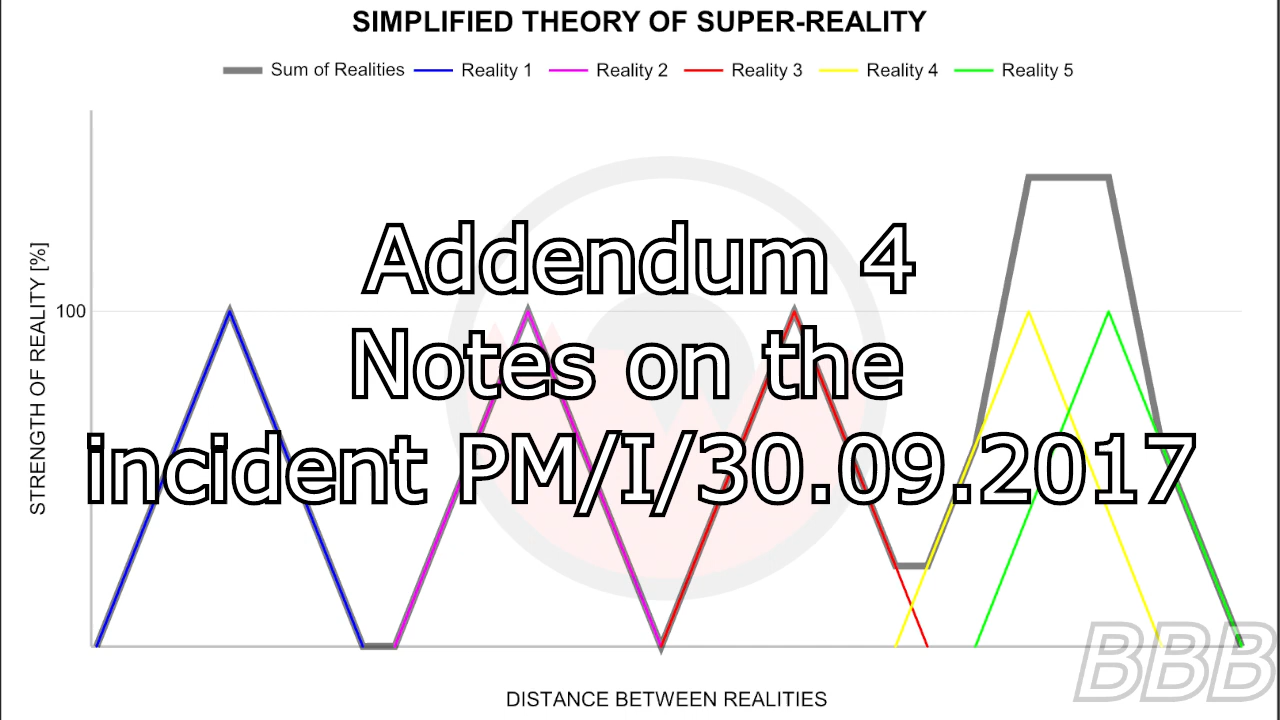 SIMPLIFIED THEORY OF SUPER-REALITY
Sum of Realities Reality 1 Reality 2 Reality 3 Reality 4 Reality 5
STRENGTH OF REALITY [%]
100
Addendum 4
Notes on the
incident PM/I/30.09.2017
DISTANCE BETWEEN REALITIES
BBB